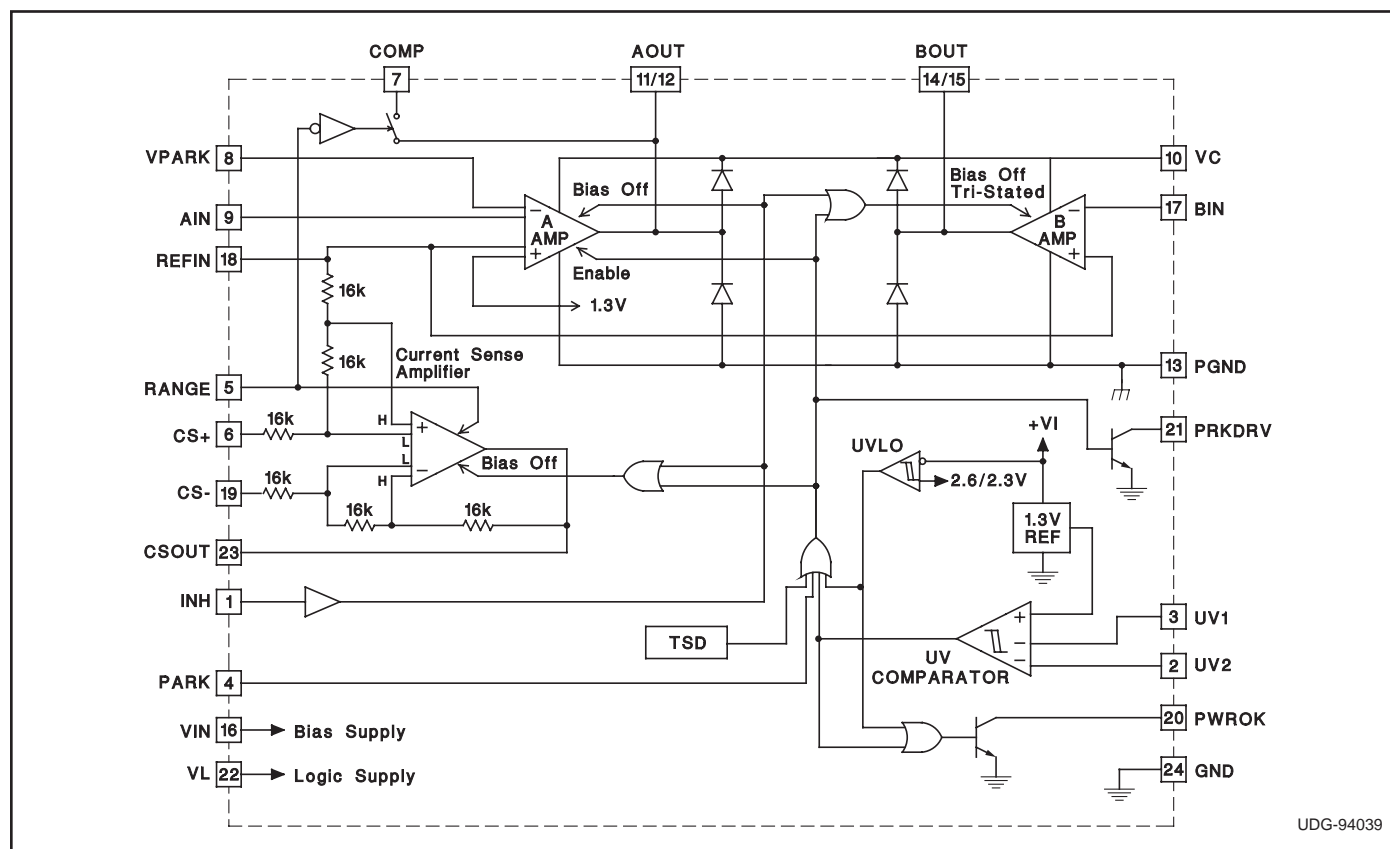 COMP
AOUT
BOUT
7
11/12
14/15
VPARK 8
10 VC
Bias Off
Bias Off
Tri-Stated
AIN 9
17 BIN
−
A
AMP
+
−
B
AMP
+
REFIN 18
Enable
16k
1.3V
16k
Current Sense
Amplifier
13 PGND
RANGE 5
16k
H
+
+VI
21 PRKDRV
CS+ 6
L
UVLO
L
−
Bias Off
2.6/2.3V
16k
H
CS- 19
16k
16k
1.3V
REF
CSOUT 23
INH 1
+
3 UV1
TSD
−
−
UV
COMPARATOR
2 UV2
PARK 4
20 PWROK
VIN 16
Bias Supply
VL 22
Logic Supply
24 GND
UDG-94039